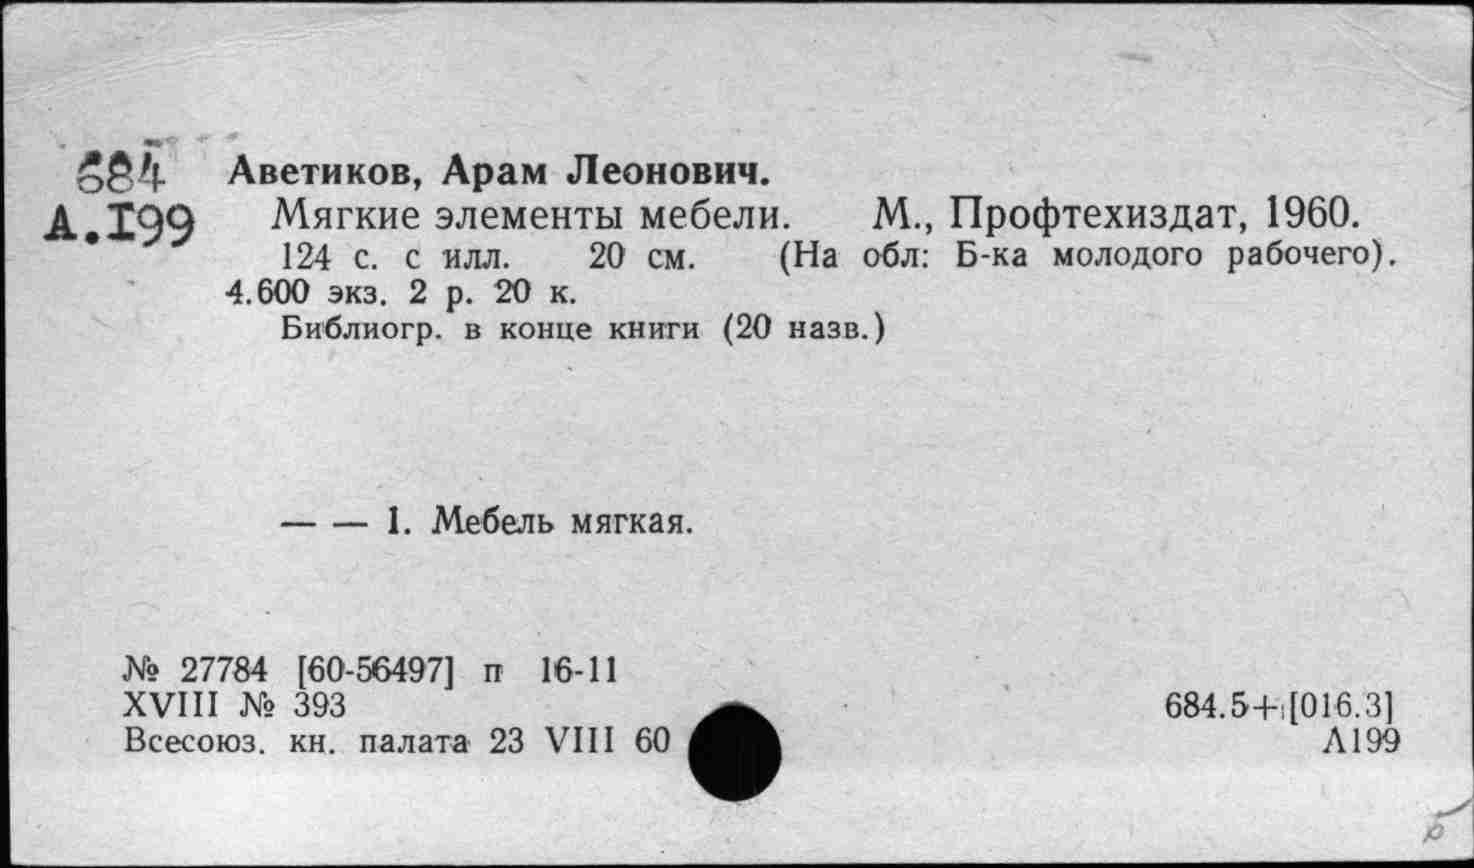 684 Аветиков, Арам Леонович.
А.I99 Мягкие элементы мебели. М., Профтехиздат, 1960.
124 с. с илл. 20 см. (На обл: Б-ка молодого рабочего).
4.600 экз. 2 р. 20 к.
Библиогр. в конце книги (20 назв.)
— — 1. Мебель мягкая.
№ 27784 [60-56497] п 16-11
XVIII № 393
Всесоюз. кн. палата 23 VIII 60
684.5+[016.3]
А199